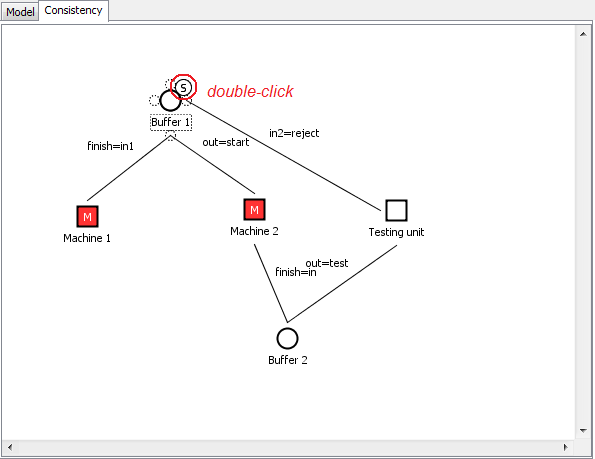 Model
Consistency
S
double-click
Buffer 1
finish=in1
out=start
in2=reject
M
M
Machine 1
Machine 2
Testing unit
out=test
finish=in
Buffer 2